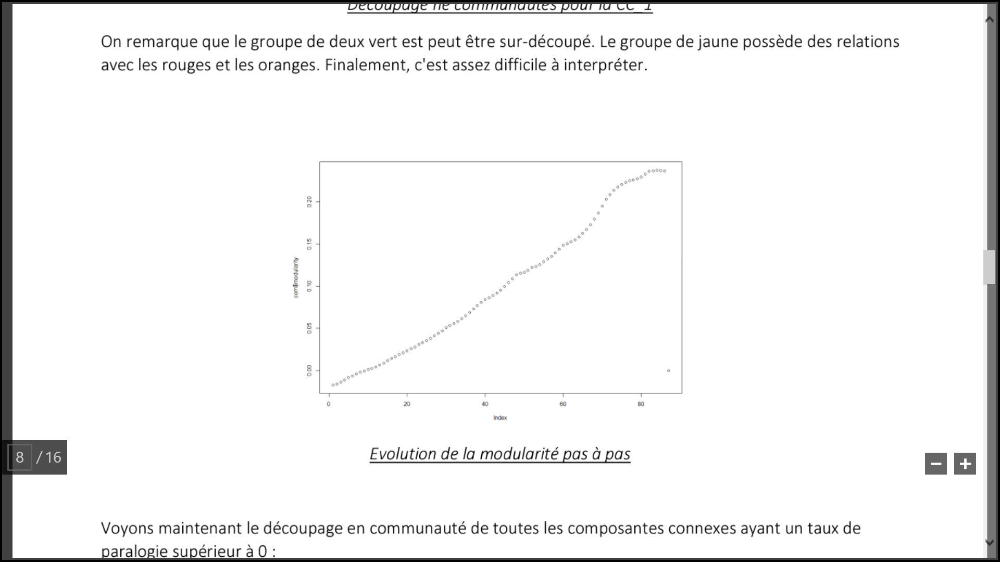 Découpage ne communautés pour la CC_1
On remarque que le groupe de deux vert est peut être sur-découpé. Le groupe de jaune possède des relations
avec les rouges et les oranges. Finalement, c'est assez difficile à interpréter.
0.20
0.15
0.10
0.05
0.00
com$modularity
0 20 40 60 80
Index
8 / 16
Evolution de la modularité pas à pas
Voyons maintenant le découpage en communauté de toutes les composantes connexes ayant un taux de
paralogie supérieur à 0 :